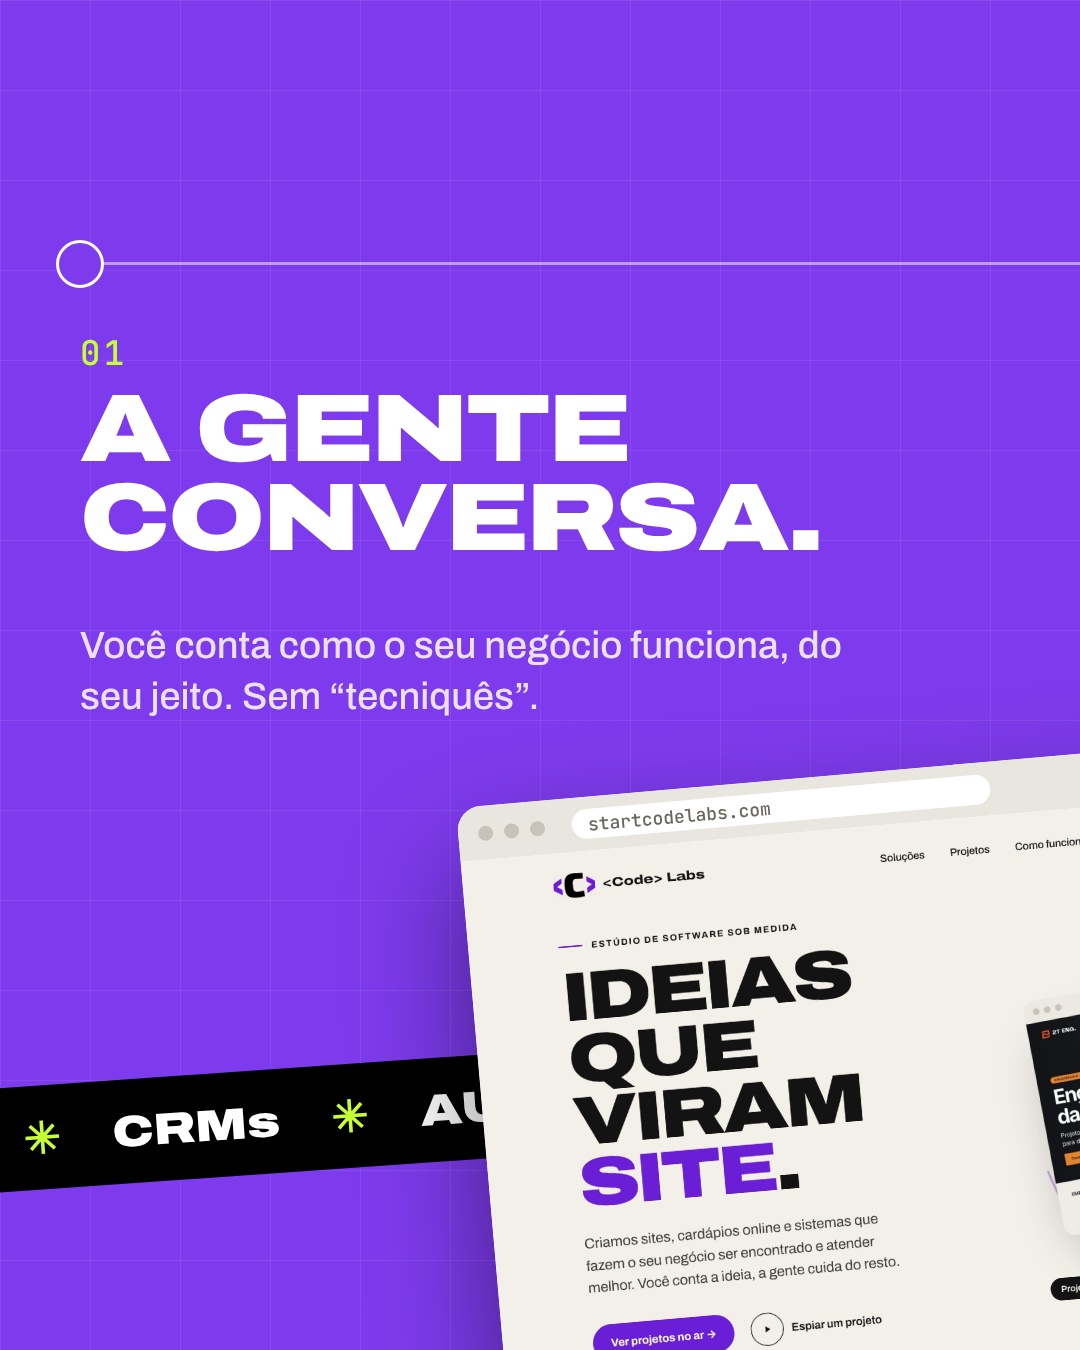 01
A GENTE
CONVERSA.
Você conta como o seu negócio funciona, do
seu jeito. Sem “tecniquês”.
startcodelabs.com
<C> <Code> Labs
Soluções
Projetos
Como
ESTÚDIO DE SOFTWARE SOB MEDIDA
IDEIAS
QUE
VIRAM
SITE.
Criamos sites, cardápios online e sistemas que
fazem o seu negócio ser encontrado e atender
melhor. Você conta a ideia, a gente cuida do resto.
Ver projetos no ar →
Espiar um projeto
2T ENG.
CRMs